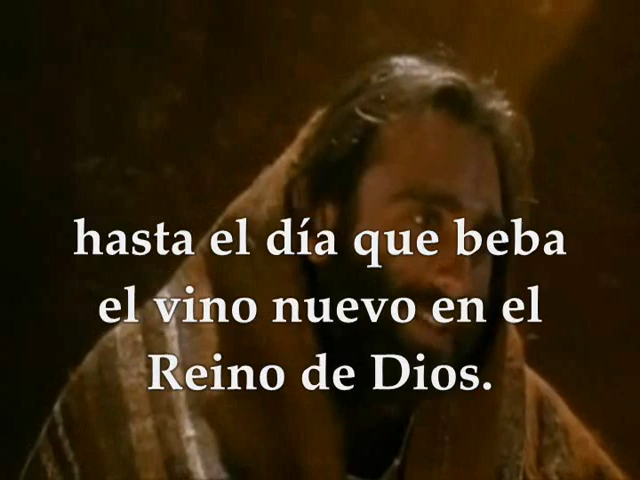 hasta el día que beba
el vino nuevo en el
Reino de Dios.